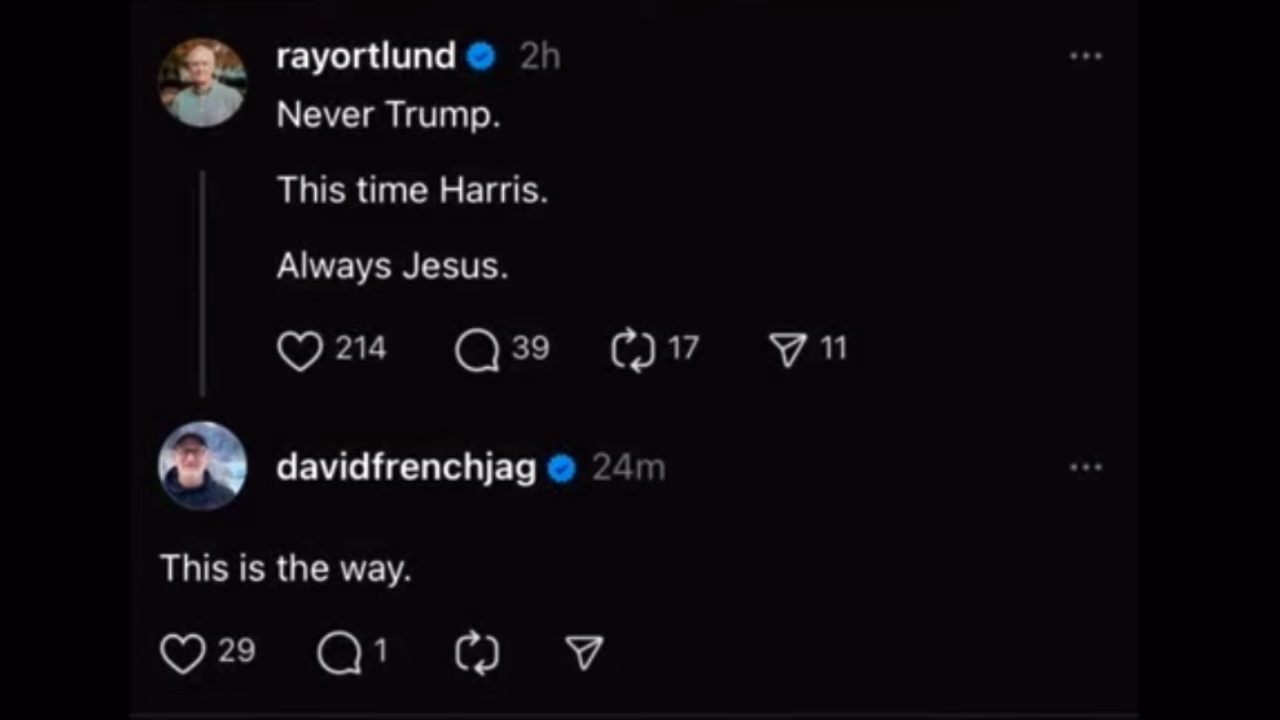 rayortlund 2h
Never Trump.
This time Harris.
Always Jesus.
214 39 17 11
davidfrenchjag 24m
This is the way.
29 1